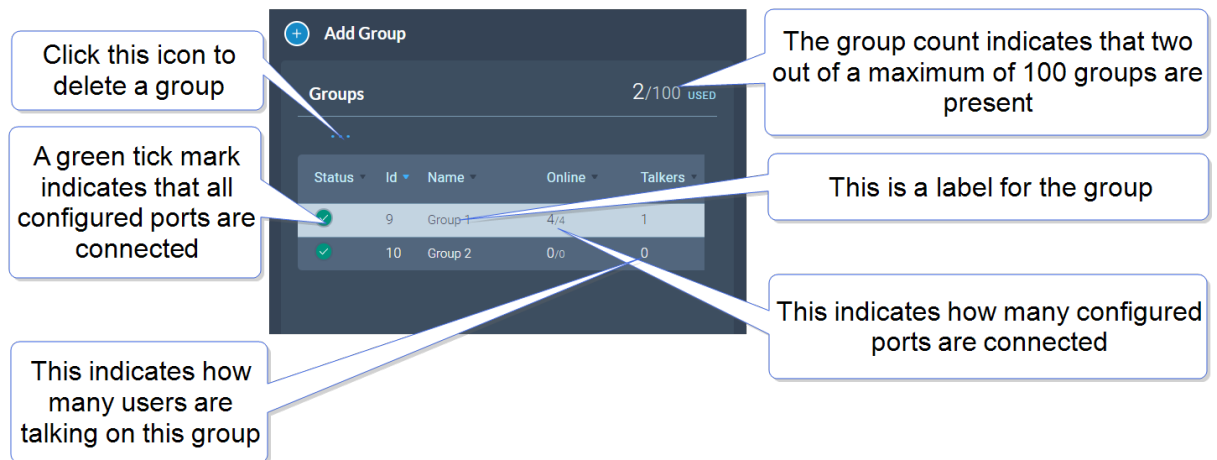 Click this icon to
delete a group
A green tick mark
indicates that all
configured ports are
connected
This indicates how
many users are
talking on this group
Add Group
Groups 2/100 USED
...
Status Id Name Online Talkers
9 Group 1 4/4 1
10 Group 2 0/0 0
The group count indicates that two
out of a maximum of 100 groups are
present
This is a label for the group
This indicates how many configured
ports are connected